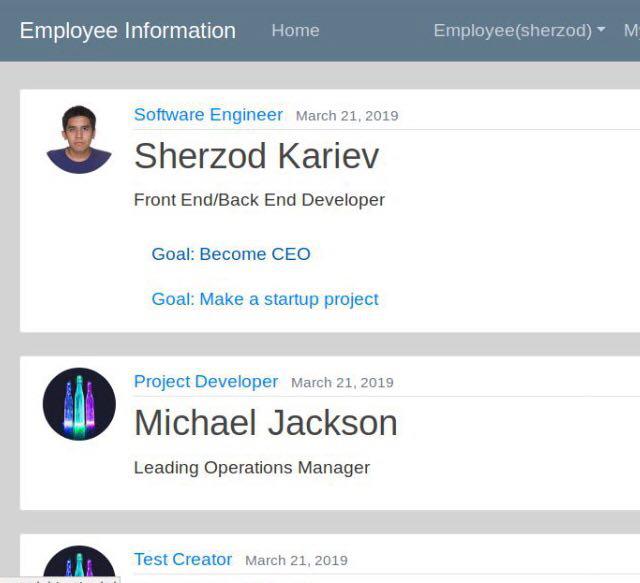 Employee Information Home Employee(sherzod)
Software Engineer March 21, 2019
Sherzod Kariev
Front End/Back End Developer
Goal: Become CEO
Goal: Make a startup project
Project Developer March 21, 2019
Michael Jackson
Leading Operations Manager
Test Creator March 21, 2019